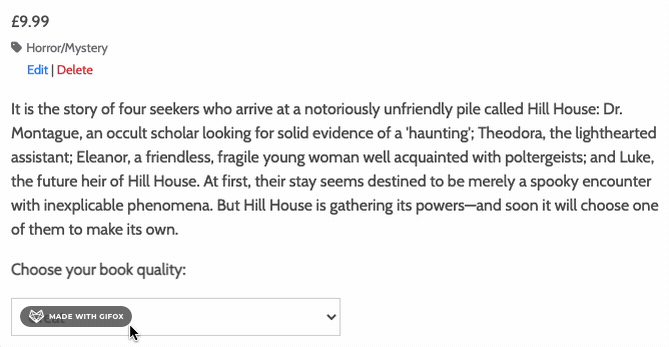 £9.99
Horror/Mystery
Edit | Delete
It is the story of four seekers who arrive at a notoriously unfriendly pile called Hill House: Dr.
Montague, an occult scholar looking for solid evidence of a 'haunting'; Theodora, the lighthearted
assistant; Eleanor, a friendless, fragile young woman well acquainted with poltergeists; and Luke,
the future heir of Hill House. At first, their stay seems destined to be merely a spooky encounter
with inexplicable phenomena. But Hill House is gathering its powers—and soon it will choose one
of them to make its own.
Choose your book quality:
MADE WITH GIFOX